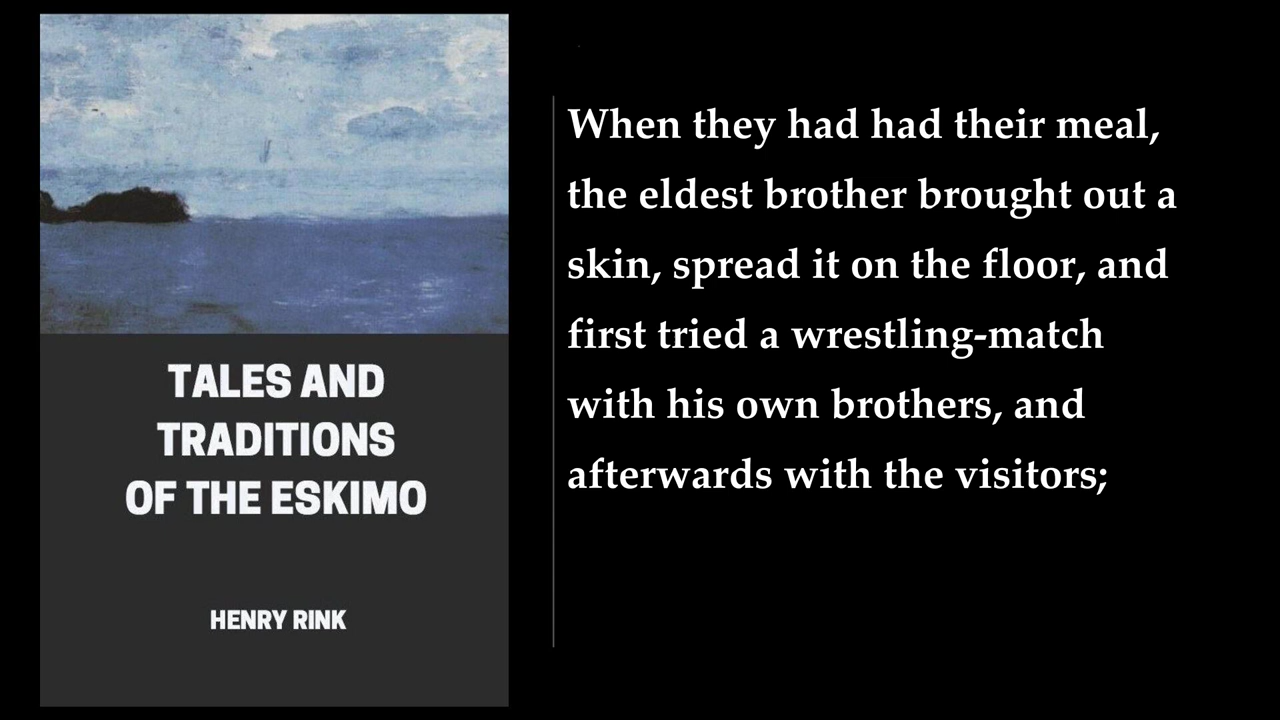 TALES AND
TRADITIONS
OF THE ESKIMO
HENRY RINK
When they had had their meal,
the eldest brother brought out a
skin, spread it on the floor, and
first tried a wrestling-match
with his own brothers, and
afterwards with the visitors;